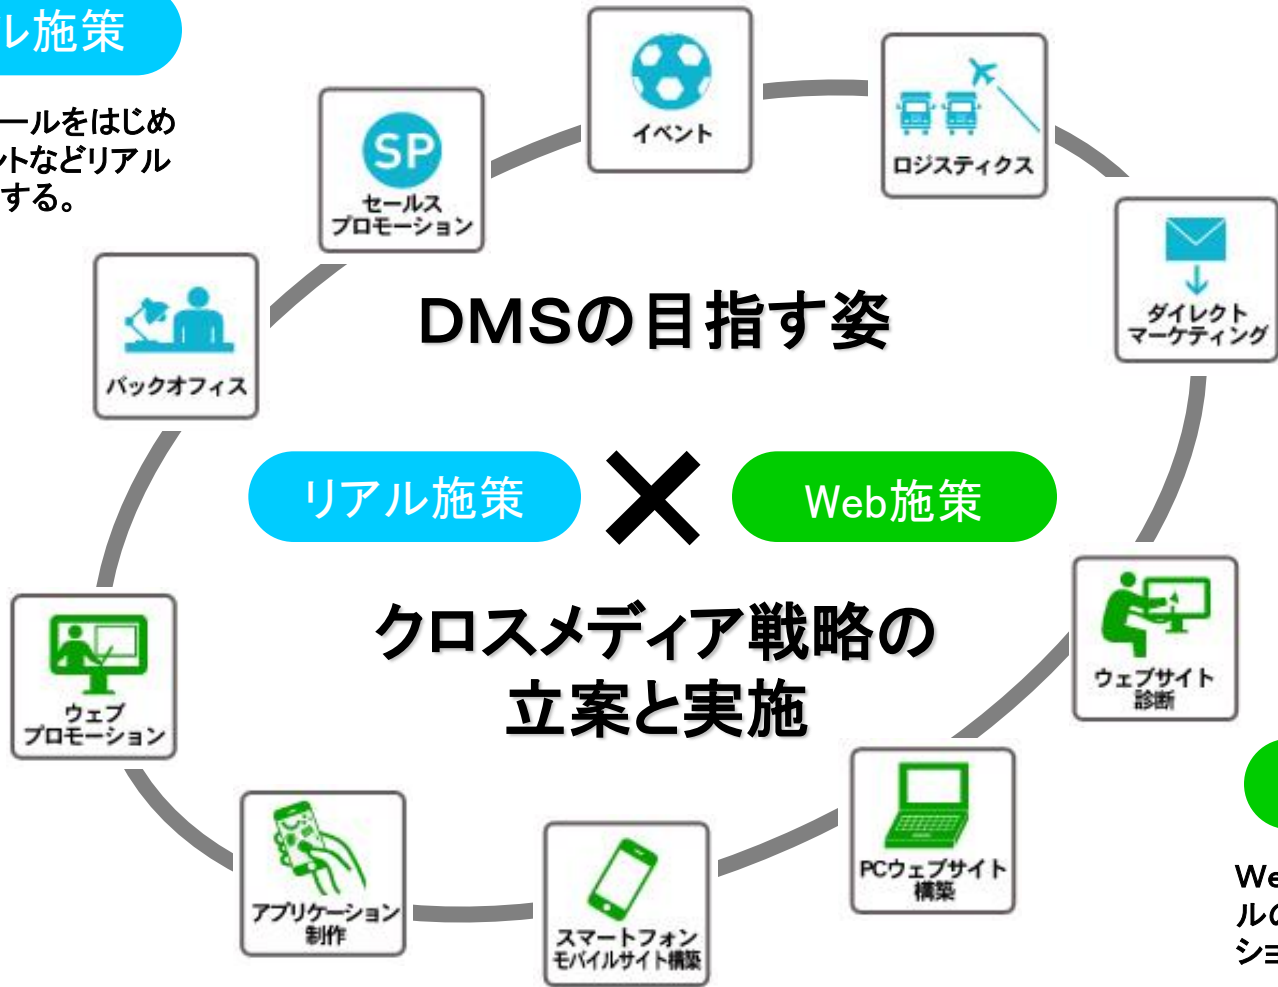 ル施策
ールをはじめ
ントなどリアル
する。
イベント
ロジスティクス
SP
セールス
プロモーション
ダイレクト
マーケティング
バックオフィス
DMSの目指す姿
リアル施策
×
Web施策
クロスメディア戦略の
立案と実施
ウェブサイト
診断
ウェブ
プロモーション
PCウェブサイト
構築
アプリケーション
制作
スマートフォン
モバイルサイト構築
We
ルの
ショ